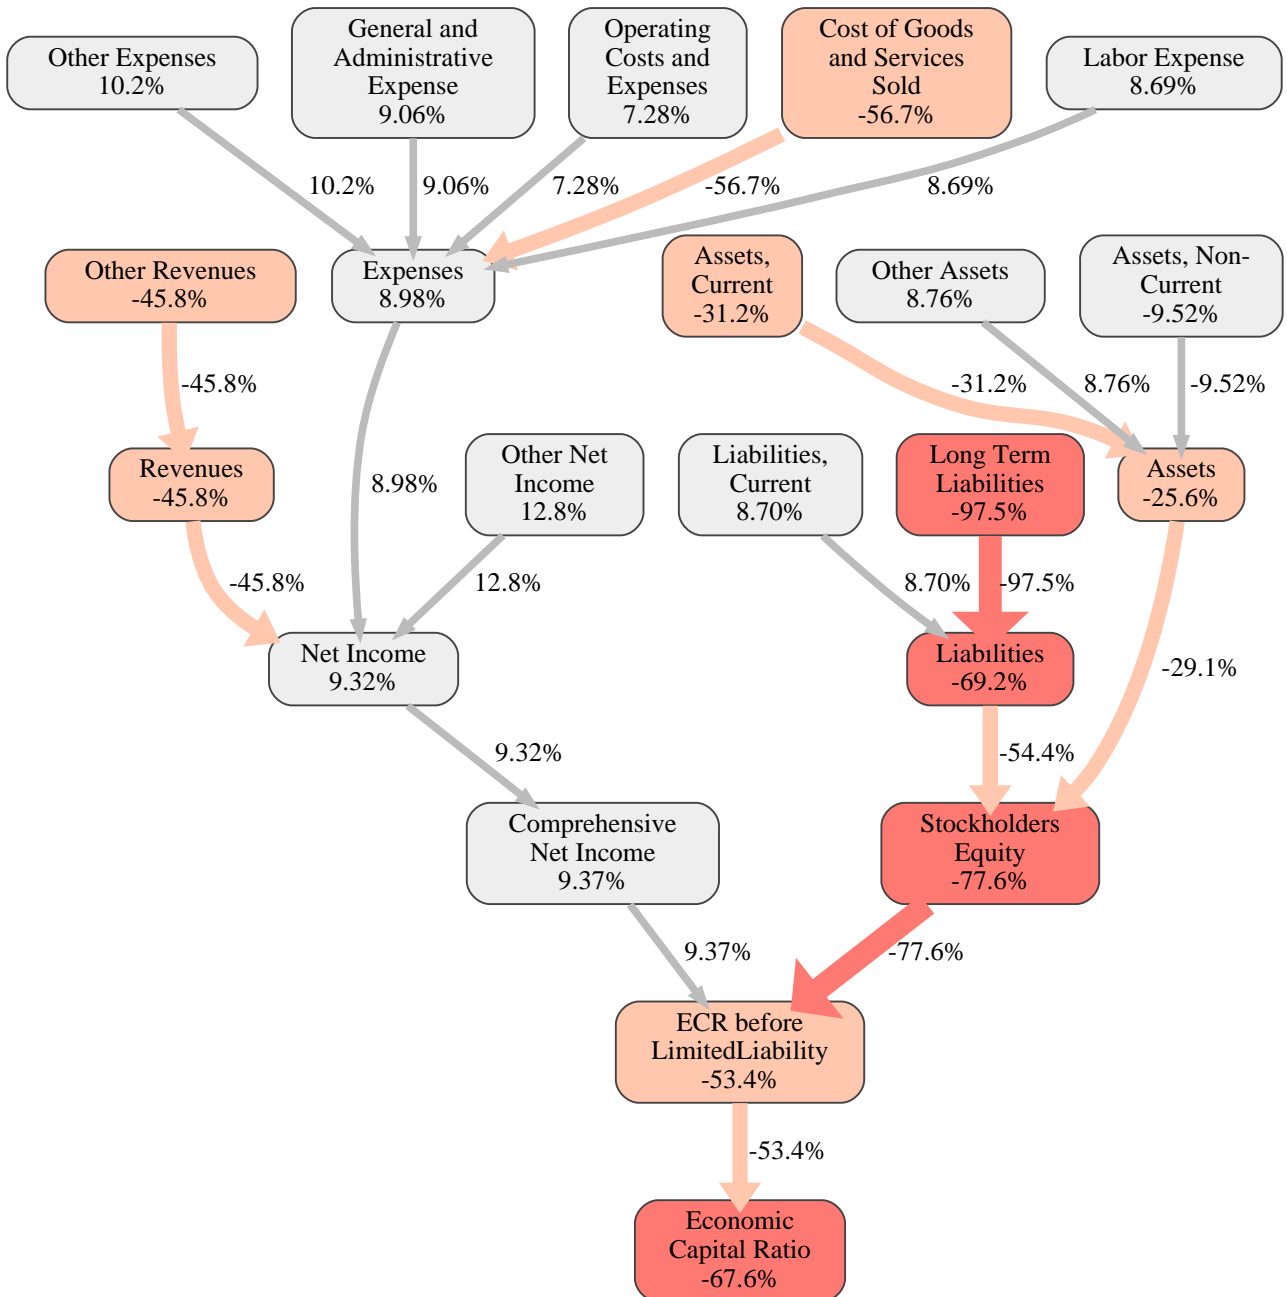 Other Expenses
10.2%
General and
Administrative
Expense
9.06%
Operating
Costs and
Expenses
7.28%
Cost of Goods
and Services
Sold
-56.7%
Labor Expense
8.69%
10.2%
9.06%
7.28%
-56.7%
8.69%
Other Revenues
-45.8%
Expenses
8.98%
Assets,
Current
-31.2%
Other Assets
8.76%
Assets, Non-
Current
-9.52%
-45.8%
-31.2%
8.76%
-9.52%
Revenues
-45.8%
8.98%
Other Net
Income
12.8%
Liabilities,
Current
8.70%
Long Term
Liabilities
-97.5%
Assets
-25.6%
-45.8%
12.8%
8.70%
-97.5%
Net Income
9.32%
Liabilities
-69.2%
-29.1%
9.32%
-54.4%
Comprehensive
Net Income
9.37%
Stockholders
Equity
-77.6%
9.37%
-77.6%
ECR before
LimitedLiability
-53.4%
-53.4%
Economic
Capital Ratio
-67.6%